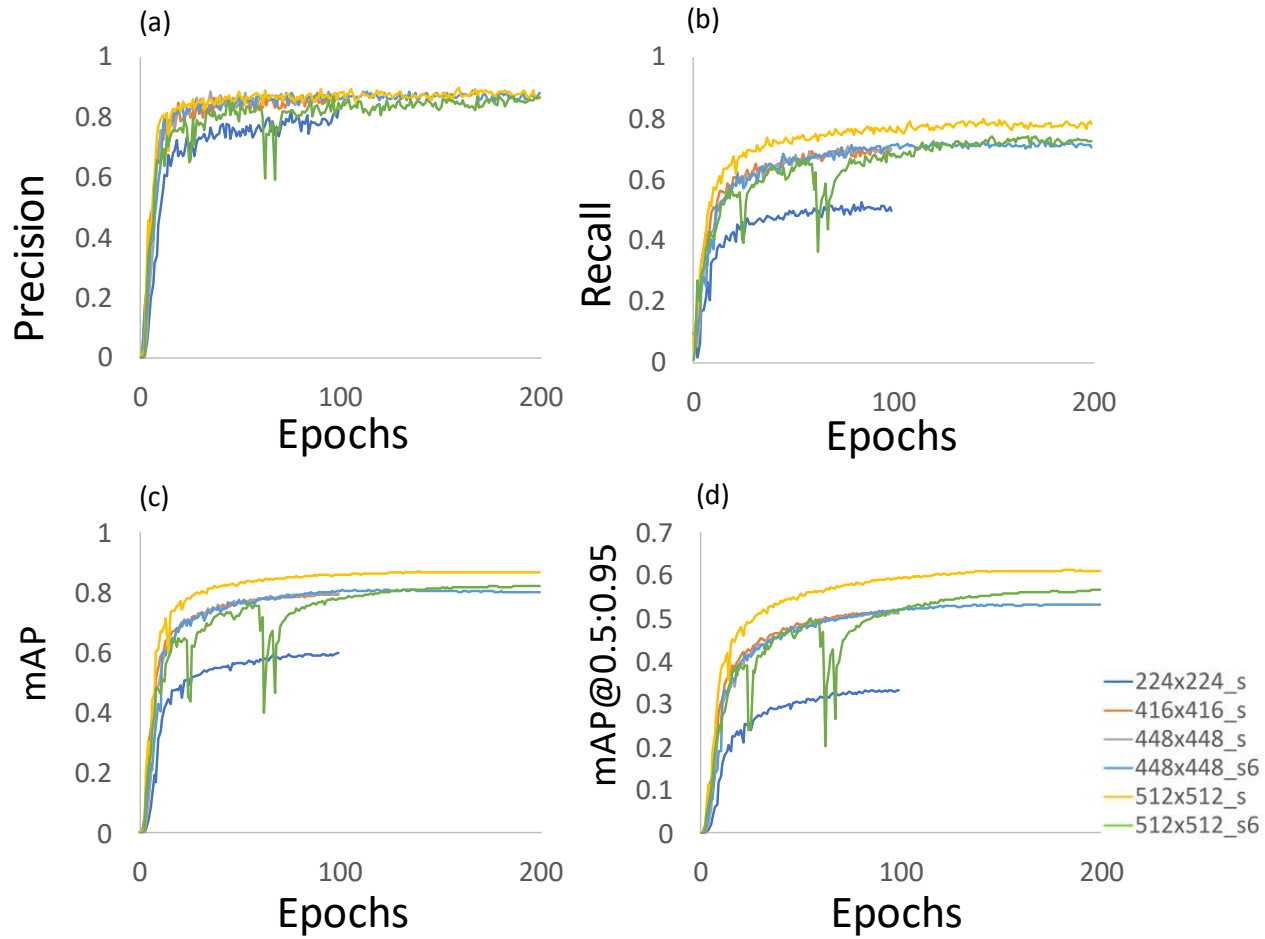 (a)
1
0.8
0.6
0.4
0.2
0
Precision
0 100 200
Epochs
(b)
1
0.8
0.6
0.4
0.2
0
Recall
0 100 200
Epochs
(c)
1
0.8
0.6
0.4
0.2
0
mAP
0 100 200
Epochs
(d)
0.7
0.6
0.5
0.4
0.3
0.2
0.1
0
mAP@0.5:0.95
0 100 200
Epochs
224x224_s
416x416_s
448x448_s
448x448_s6
512x512_s
512x512_s6